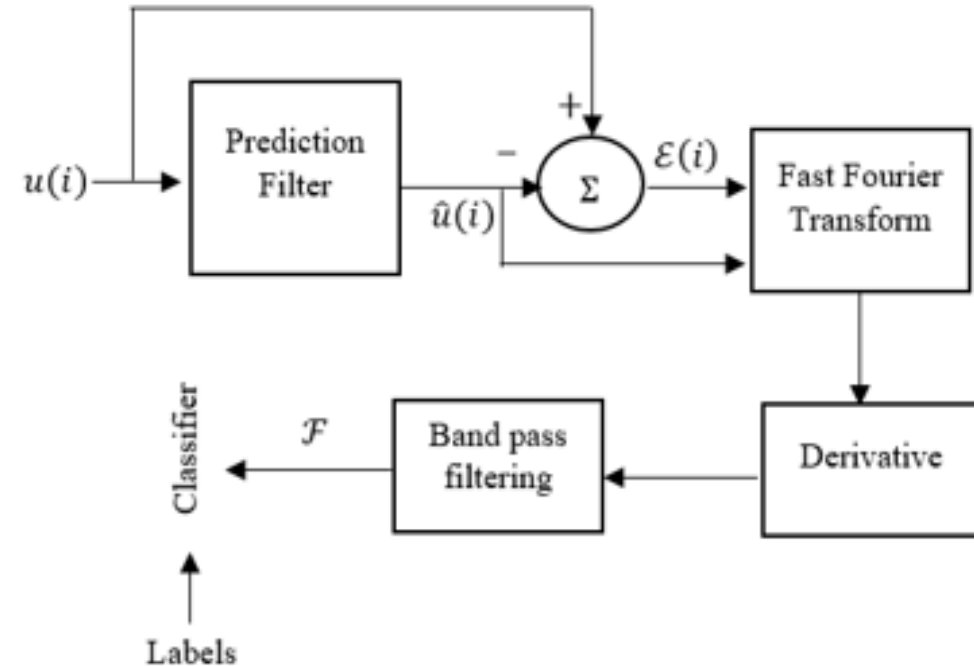 Prediction
Filter
u(i)
+
−
Σ
û(i)
ℰ(i)
Fast Fourier
Transform
Derivative
Band pass
filtering
ℱ
Classifier
Labels